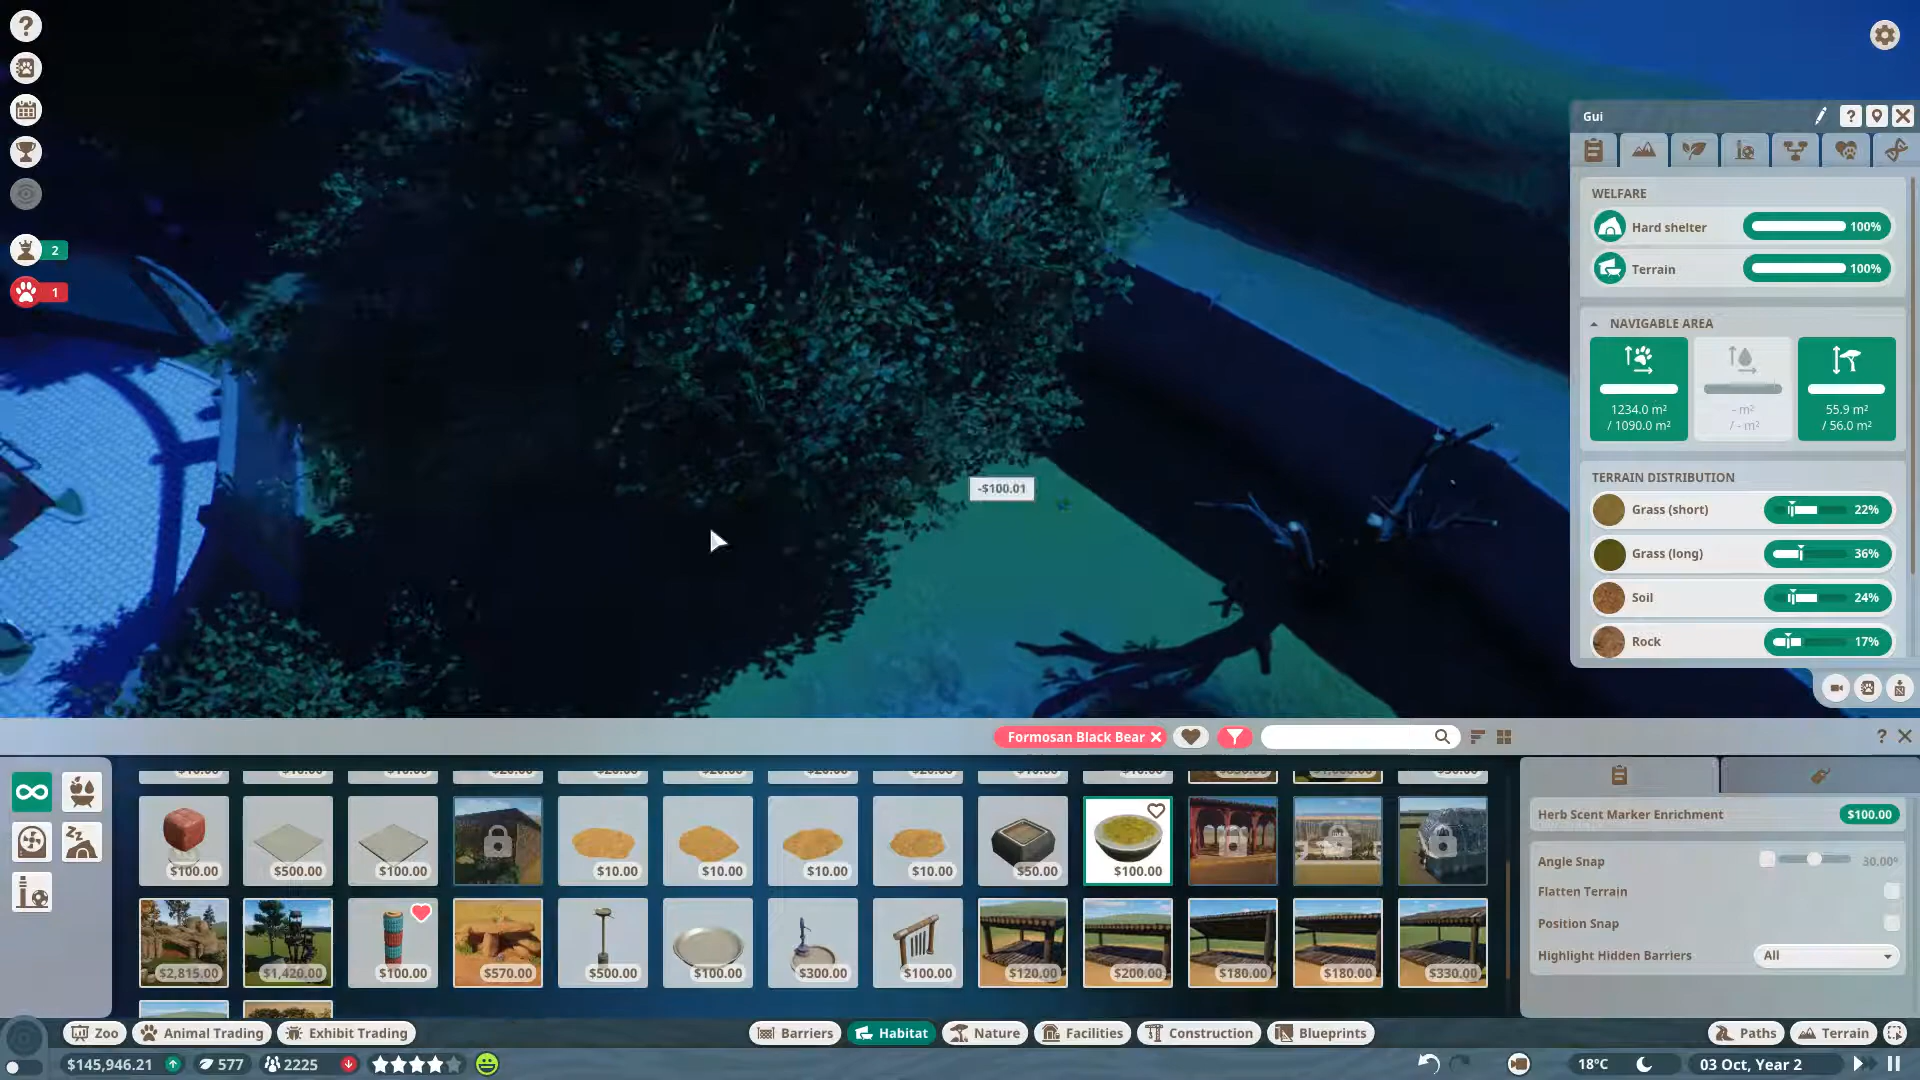 Gui
?
WELFARE
Hard shelter 100%
Terrain 100%
NAVIGABLE AREA
1234.0 m² / 1090.0 m²
- m² / - m²
55.9 m² / 56.0 m²
TERRAIN DISTRIBUTION
Grass (short) 22%
Grass (long) 36%
Soil 24%
Rock 17%
?
2
1
-$100.01
Formosan Black Bear
?
$100.00 $500.00 $100.00 $10.00 $10.00 $10.00 $10.00 $50.00 $100.00
$2,815.00 $1,420.00 $100.00 $570.00 $500.00 $100.00 $300.00 $100.00 $120.00 $200.00 $180.00 $180.00 $330.00
Herb Scent Marker Enrichment $100.00
Angle Snap 30.00°
Flatten Terrain
Position Snap
Highlight Hidden Barriers All
Zoo Animal Trading Exhibit Trading Barriers Habitat Nature Facilities Construction Blueprints Paths Terrain
$145,946.21 577 2225 18°C 03 Oct, Year 2